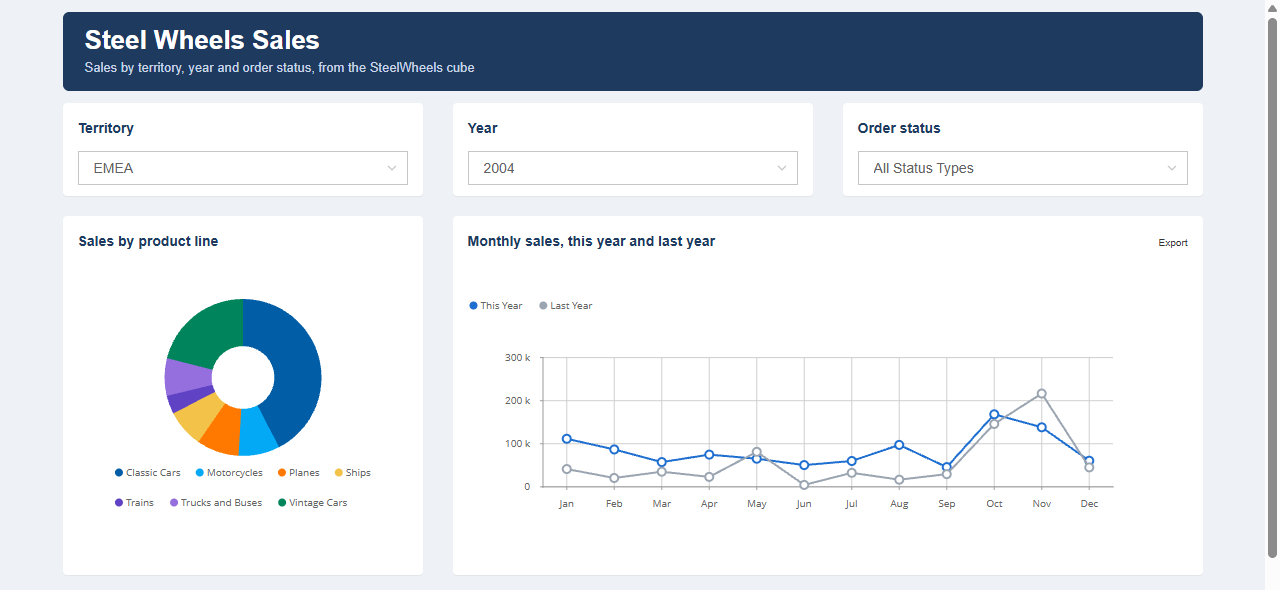 Steel Wheels Sales
Sales by territory, year and order status, from the SteelWheels cube
Territory
Year
Order status
EMEA
2004
All Status Types
Sales by product line
Monthly sales, this year and last year
Export
This Year Last Year
300 k
200 k
100 k
0
Jan Feb Mar Apr May Jun Jul Aug Sep Oct Nov Dec
Classic Cars Motorcycles Planes Ships
Trains Trucks and Buses Vintage Cars